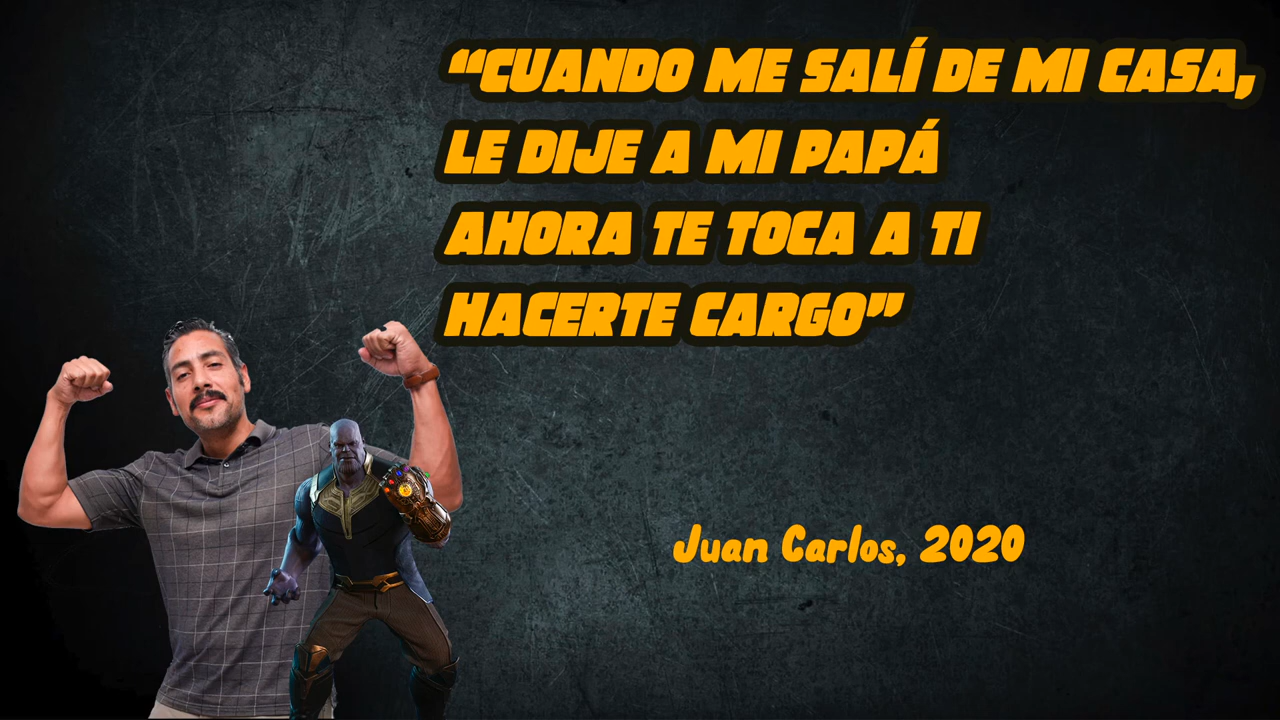 “CUANDO ME SALÍ DE MI CASA,
LE DIJE A MI PAPÁ
AHORA TE TOCA A TI
HACERTE CARGO”
Juan Carlos, 2020